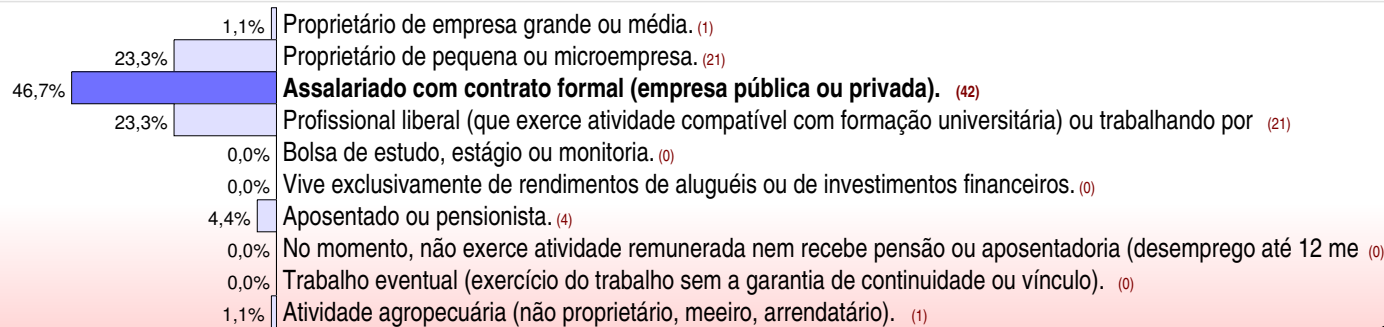 1,1% Proprietário de empresa grande ou média. (1)
23,3% Proprietário de pequena ou microempresa. (21)
46,7% Assalariado com contrato formal (empresa pública ou privada). (42)
23,3% Profissional liberal (que exerce atividade compatível com formação universitária) ou trabalhando por (21)
0,0% Bolsa de estudo, estágio ou monitoria. (0)
0,0% Vive exclusivamente de rendimentos de aluguéis ou de investimentos financeiros. (0)
4,4% Aposentado ou pensionista. (4)
0,0% No momento, não exerce atividade remunerada nem recebe pensão ou aposentadoria (desemprego até 12 me (0)
0,0% Trabalho eventual (exercício do trabalho sem a garantia de continuidade ou vínculo). (0)
1,1% Atividade agropecuária (não proprietário, meeiro, arrendatário). (1)